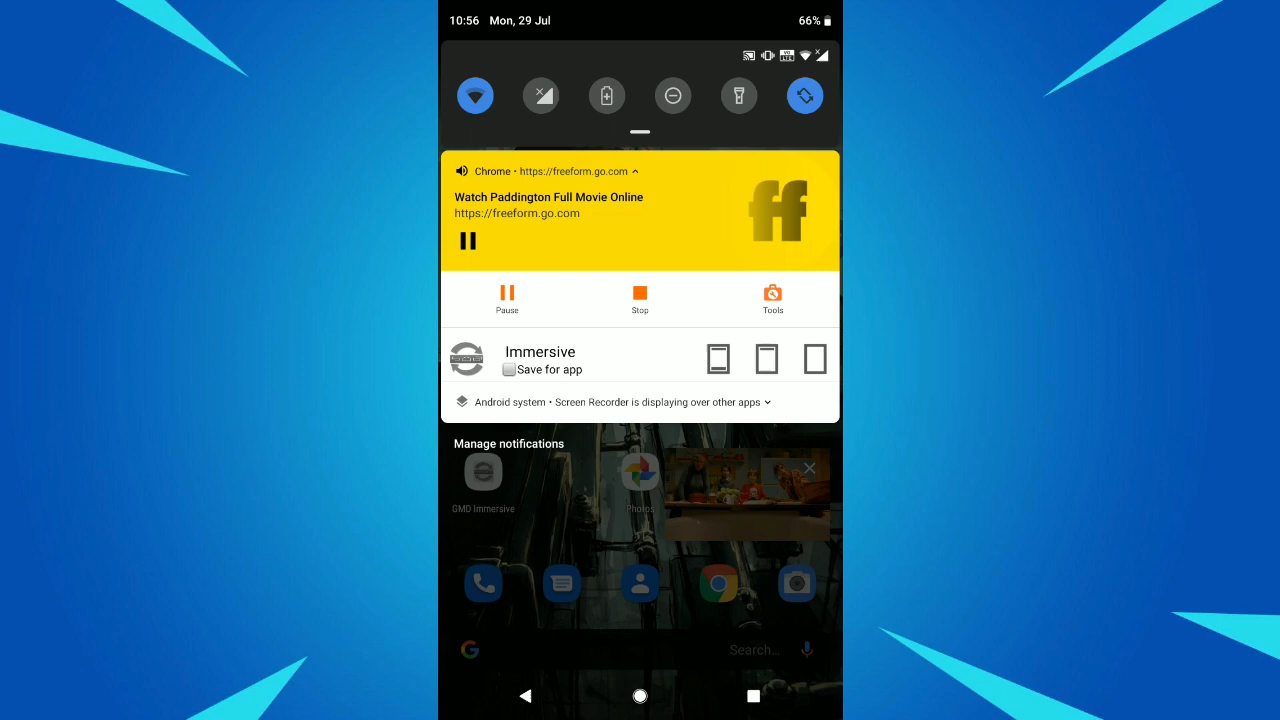 10:56 Mon, 29 Jul 66%
VO LTE
Chrome • https://freeform.go.com
Watch Paddington Full Movie Online
https://freeform.go.com
ff
Pause Stop Tools
Immersive
Save for app
Android system • Screen Recorder is displaying over other apps
Manage notifications
GMD Immersive Photos
G Search...